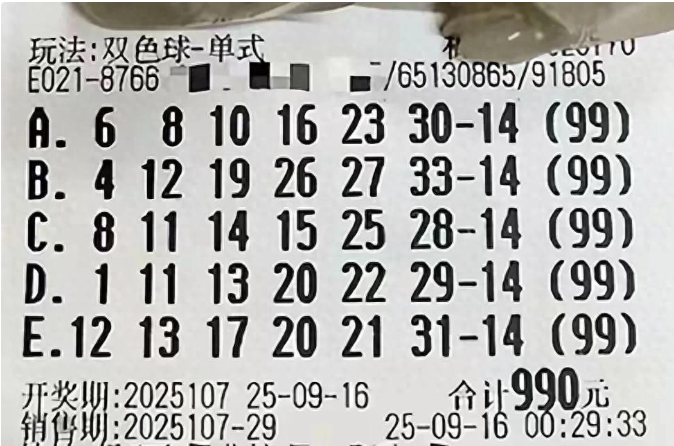 玩法:双色球-单式
E021-8766 /65130865/91805
A. 6 8 10 16 23 30-14 (99)
B. 4 12 19 26 27 33-14 (99)
C. 8 11 14 15 25 28-14 (99)
D. 1 11 13 20 22 29-14 (99)
E.12 13 17 20 21 31-14 (99)
开奖期:2025107 25-09-16 合计990元
销售期:2025107-29 25-09-16 00:29:33